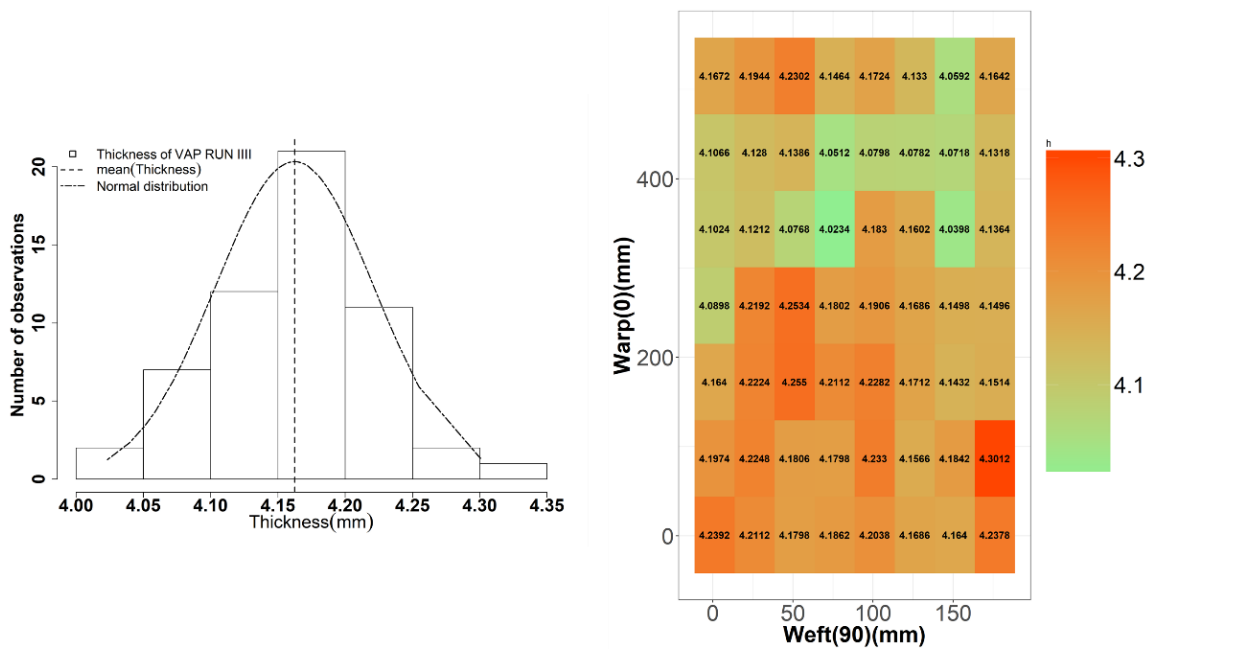 Thickness of VAP RUN IIII
mean(Thickness)
Normal distribution
Number of observations
20
15
10
5
0
4.00 4.05 4.10 4.15 4.20 4.25 4.30 4.35
Thickness(mm)
Warp(0)(mm)
400
200
0
4.1672 4.1944 4.2302 4.1464 4.1724 4.133 4.0592 4.1642
4.1066 4.128 4.1386 4.0512 4.0798 4.0782 4.0718 4.1318
4.1024 4.1212 4.0768 4.0234 4.183 4.1602 4.0398 4.1364
4.0898 4.2192 4.2534 4.1802 4.1906 4.1686 4.1498 4.1496
4.164 4.2224 4.255 4.2112 4.2282 4.1712 4.1432 4.1514
4.1974 4.2248 4.1806 4.1798 4.233 4.1566 4.1842 4.3012
4.2392 4.2112 4.1798 4.1862 4.2038 4.1686 4.164 4.2378
0 50 100 150
Weft(90)(mm)
h
4.3
4.2
4.1